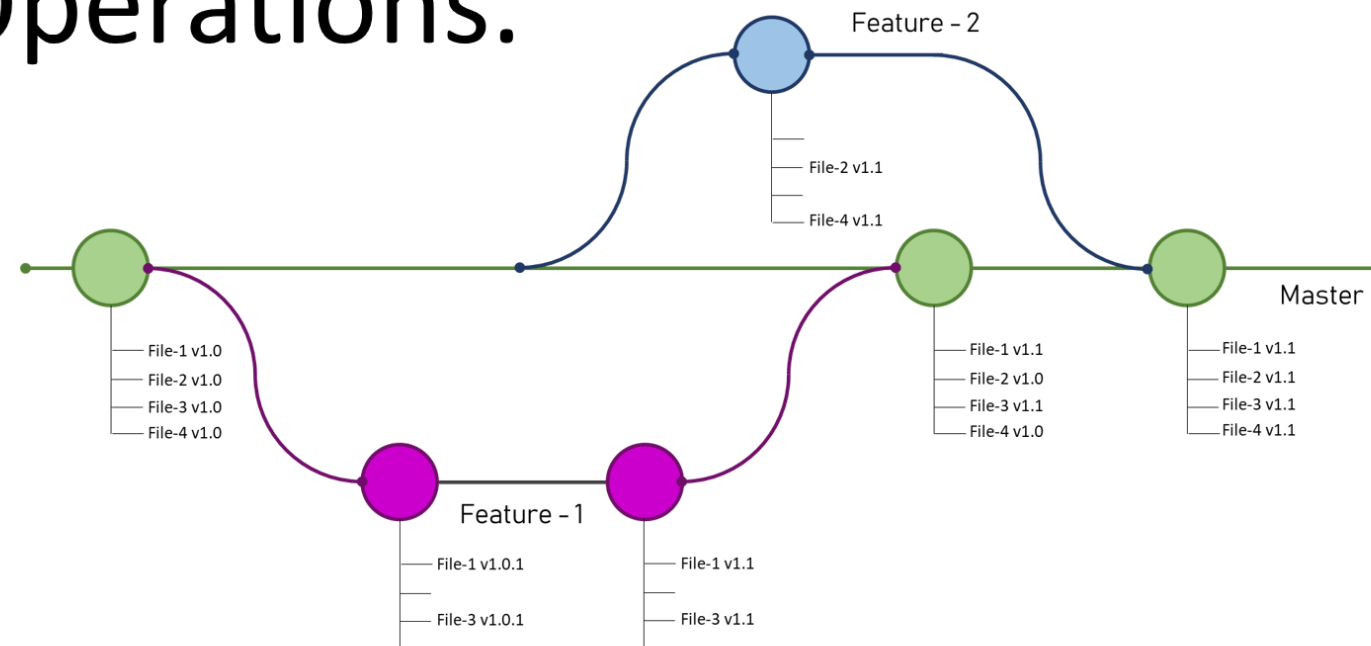 Operations.
Feature - 2
File-2 v1.1
File-4 v1.1
Master
File-1 v1.0
File-2 v1.0
File-3 v1.0
File-4 v1.0
File-1 v1.1
File-2 v1.0
File-3 v1.1
File-4 v1.0
File-1 v1.1
File-2 v1.1
File-3 v1.1
File-4 v1.1
Feature - 1
File-1 v1.0.1
File-3 v1.0.1
File-1 v1.1
File-3 v1.1